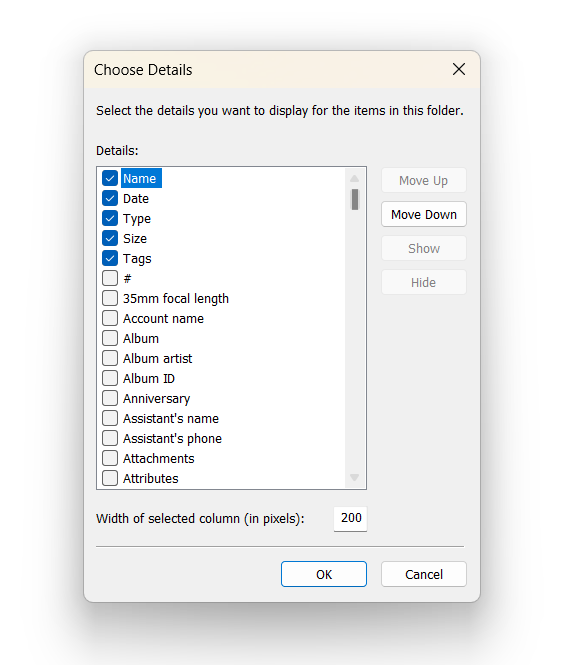 Choose Details
Select the details you want to display for the items in this folder.
Details:
Name
Date
Type
Size
Tags
#
35mm focal length
Account name
Album
Album artist
Album ID
Anniversary
Assistant's name
Assistant's phone
Attachments
Attributes
Move Up
Move Down
Show
Hide
Width of selected column (in pixels): 200
OK Cancel